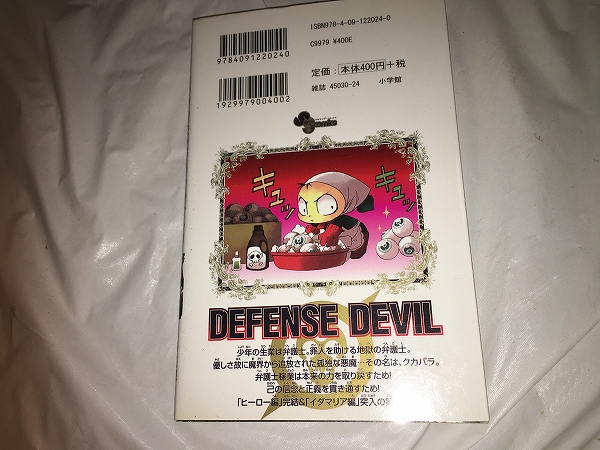 ISBN978-4-09-122024-0
C9979 ¥400E
9784091220240
定価：本体400円+税
雑誌 45030-24 小学館
1929979004002
Comics
キュッ
キュッ
DEFENSE DEVIL
少年の生業は弁護士。罪人を助ける地獄の弁護士。
優しさ故に魔界から追放された孤独な悪魔…その名は、クカバラ。
弁護士稼業は本来の力を取り戻すため！
己の信念と正義を貫き通すため！
「ヒーロー編」完結&「イダマリア編」突入の